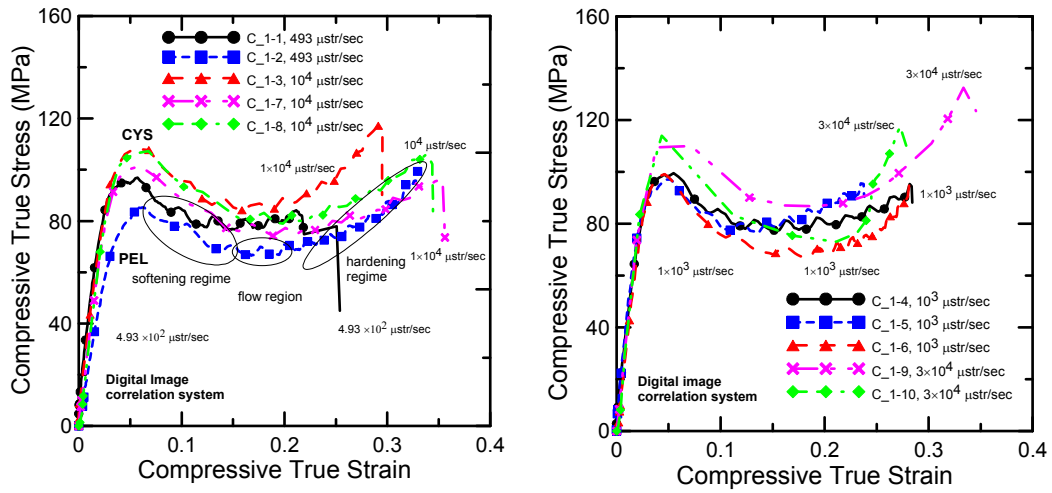 160
120
80
40
0
0
0.1
0.2
0.3
0.4
Compressive True Stress (MPa)
Compressive True Strain
C_1-1, 493 μstr/sec
C_1-2, 493 μstr/sec
C_1-3, 10⁴ μstr/sec
C_1-7, 10⁴ μstr/sec
C_1-8, 10⁴ μstr/sec
CYS
PEL
1×10⁴ μstr/sec
10⁴ μstr/sec
softening regime
flow region
hardening
regime
1×10⁴ μstr/sec
4.93 ×10² μstr/sec
4.93 ×10² μstr/sec
Digital Image
correlation system
160
120
80
40
0
0
0.1
0.2
0.3
0.4
Compressive True Stress (MPa)
Compressive True Strain
3×10⁴ μstr/sec
3×10⁴ μstr/sec
1×10³ μstr/sec
1×10³ μstr/sec
1×10³ μstr/sec
C_1-4, 10³ μstr/sec
C_1-5, 10³ μstr/sec
C_1-6, 10³ μstr/sec
C_1-9, 3×10⁴ μstr/sec
C_1-10, 3×10⁴ μstr/sec
Digital image
correlation system